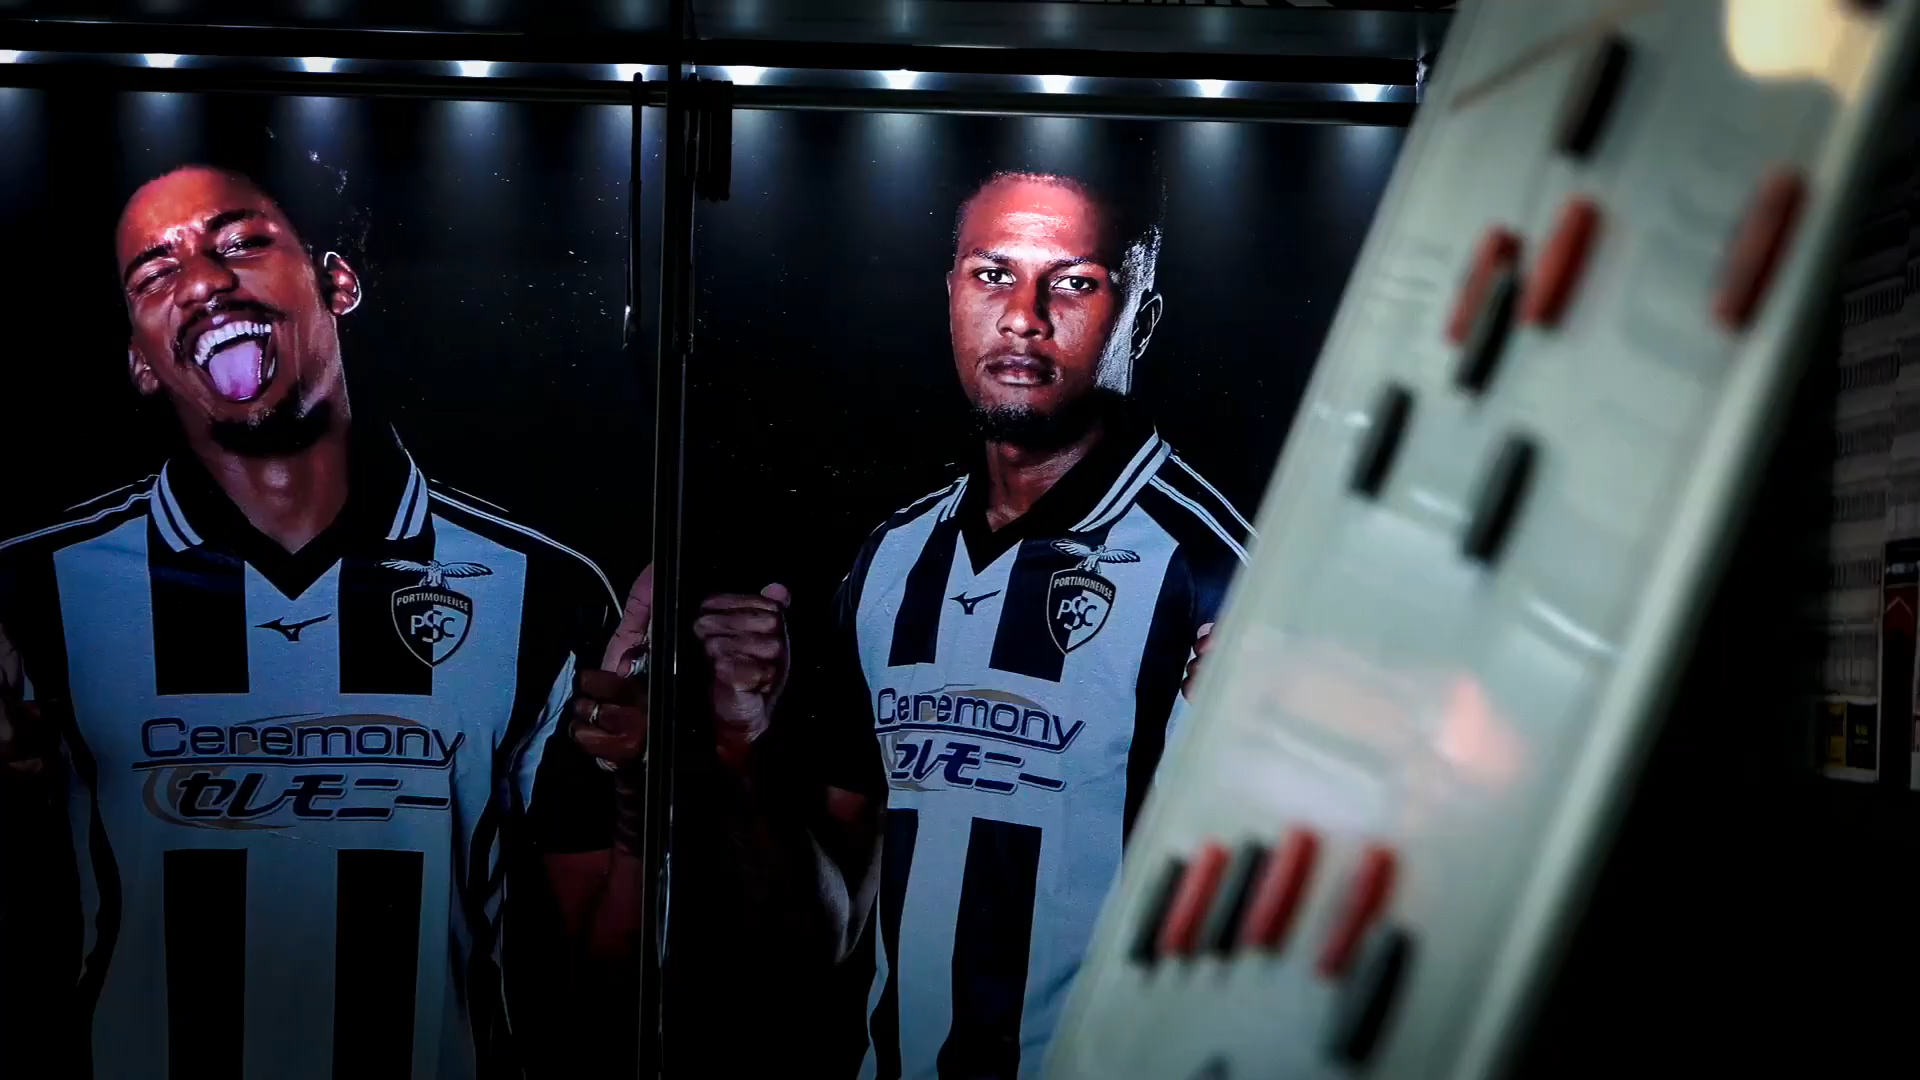 PORTIMONENSE
PSC
Ceremony
セレモニー
PORTIMONENSE
PSC
Ceremony
セレモニー